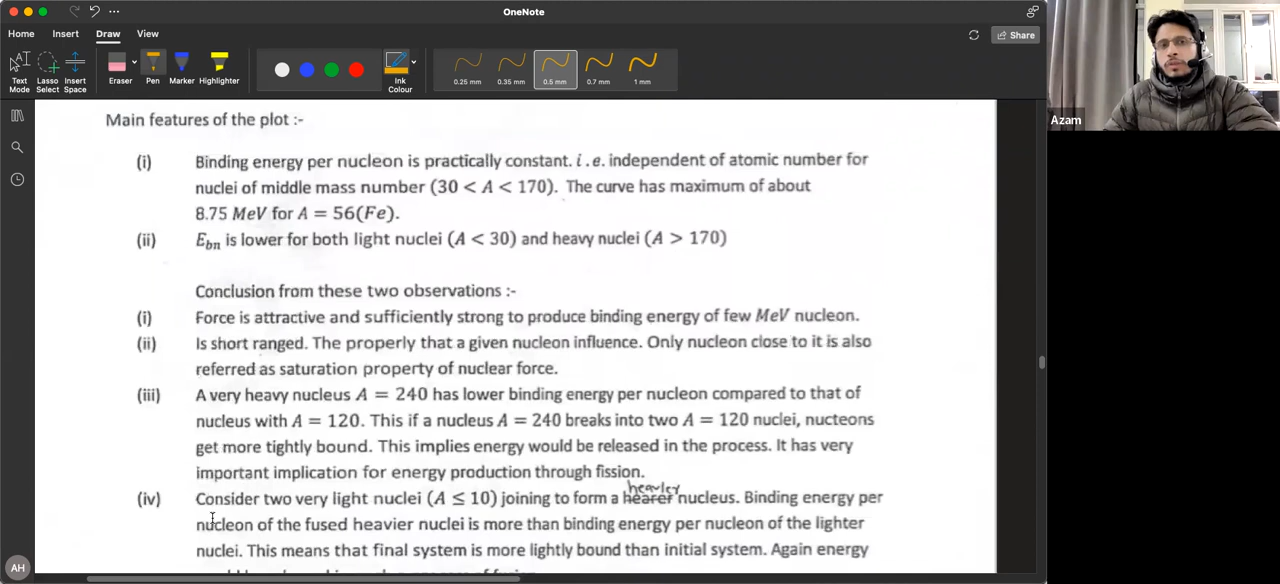 OneNote
Home Insert Draw View
Share
Text Mode Lasso Select Insert Space Eraser Pen Marker Highlighter Ink Colour 0.25 mm 0.35 mm 0.5 mm 0.7 mm 1 mm
Azam
Main features of the plot :-
(i) Binding energy per nucleon is practically constant. i.e. independent of atomic number for
nuclei of middle mass number (30 < A < 170). The curve has maximum of about
8.75 MeV for A = 56(Fe).
(ii) Ebn is lower for both light nuclei (A < 30) and heavy nuclei (A > 170)
Conclusion from these two observations :-
(i) Force is attractive and sufficiently strong to produce binding energy of few MeV nucleon.
(ii) Is short ranged. The properly that a given nucleon influence. Only nucleon close to it is also
referred as saturation property of nuclear force.
(iii) A very heavy nucleus A = 240 has lower binding energy per nucleon compared to that of
nucleus with A = 120. This if a nucleus A = 240 breaks into two A = 120 nuclei, nucteons
get more tightly bound. This implies energy would be released in the process. It has very
important implication for energy production through fission.
heavier
(iv) Consider two very light nuclei (A ≤ 10) joining to form a hearer nucleus. Binding energy per
nucleon of the fused heavier nuclei is more than binding energy per nucleon of the lighter
nuclei. This means that final system is more lightly bound than initial system. Again energy
AH